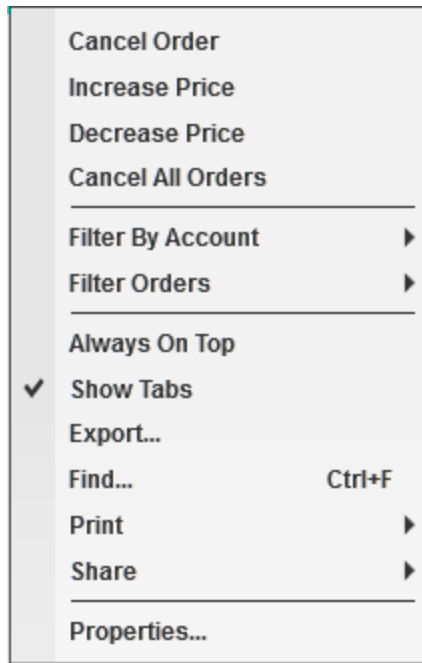 Cancel Order
Increase Price
Decrease Price
Cancel All Orders
Filter By Account
Filter Orders
Always On Top
Show Tabs
Export...
Find... Ctrl+F
Print
Share
Properties...